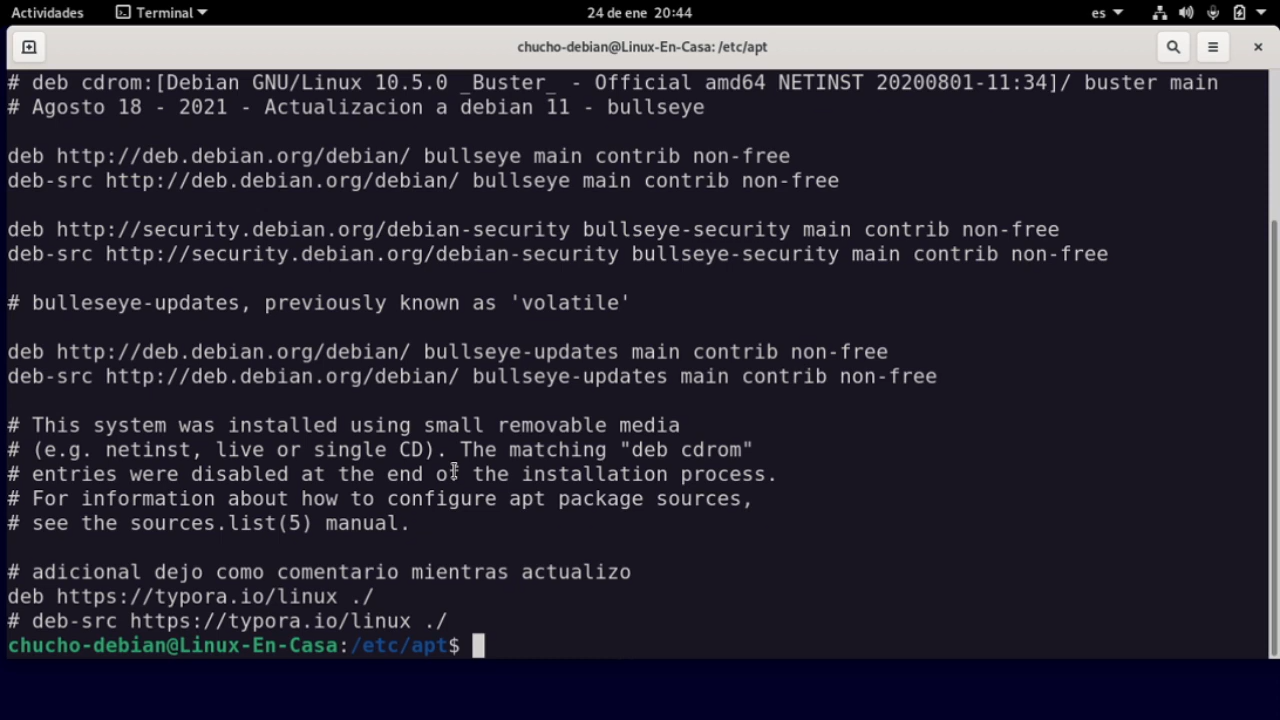 Actividades Terminal 24 de ene 20:44 es
chucho-debian@Linux-En-Casa: /etc/apt
# deb cdrom:[Debian GNU/Linux 10.5.0 _Buster_ - Official amd64 NETINST 20200801-11:34]/ buster main
# Agosto 18 - 2021 - Actualizacion a debian 11 - bullseye
deb http://deb.debian.org/debian/ bullseye main contrib non-free
deb-src http://deb.debian.org/debian/ bullseye main contrib non-free
deb http://security.debian.org/debian-security bullseye-security main contrib non-free
deb-src http://security.debian.org/debian-security bullseye-security main contrib non-free
# bulleseye-updates, previously known as 'volatile'
deb http://deb.debian.org/debian/ bullseye-updates main contrib non-free
deb-src http://deb.debian.org/debian/ bullseye-updates main contrib non-free
# This system was installed using small removable media
# (e.g. netinst, live or single CD). The matching "deb cdrom"
# entries were disabled at the end of the installation process.
# For information about how to configure apt package sources,
# see the sources.list(5) manual.
# adicional dejo como comentario mientras actualizo
deb https://typora.io/linux ./
# deb-src https://typora.io/linux ./
chucho-debian@Linux-En-Casa:/etc/apt$